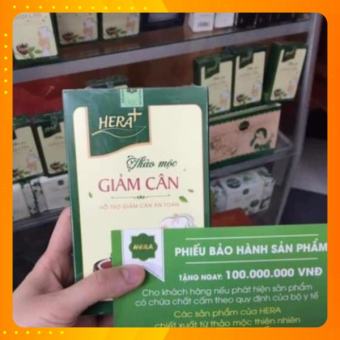 HERA+
Thảo mộc
GIẢM CÂN
HỖ TRỢ GIẢM CÂN AN TOÀN
HERA
PHIẾU BẢO HÀNH SẢN PHẨM
TẶNG NGAY: 100.000.000 VNĐ
Cho khách hàng nếu phát hiện sản phẩm
có chứa chất cấm theo quy định của bộ y tế
Các sản phẩm của HERA
chiết xuất từ thảo mộc thiên nhiên